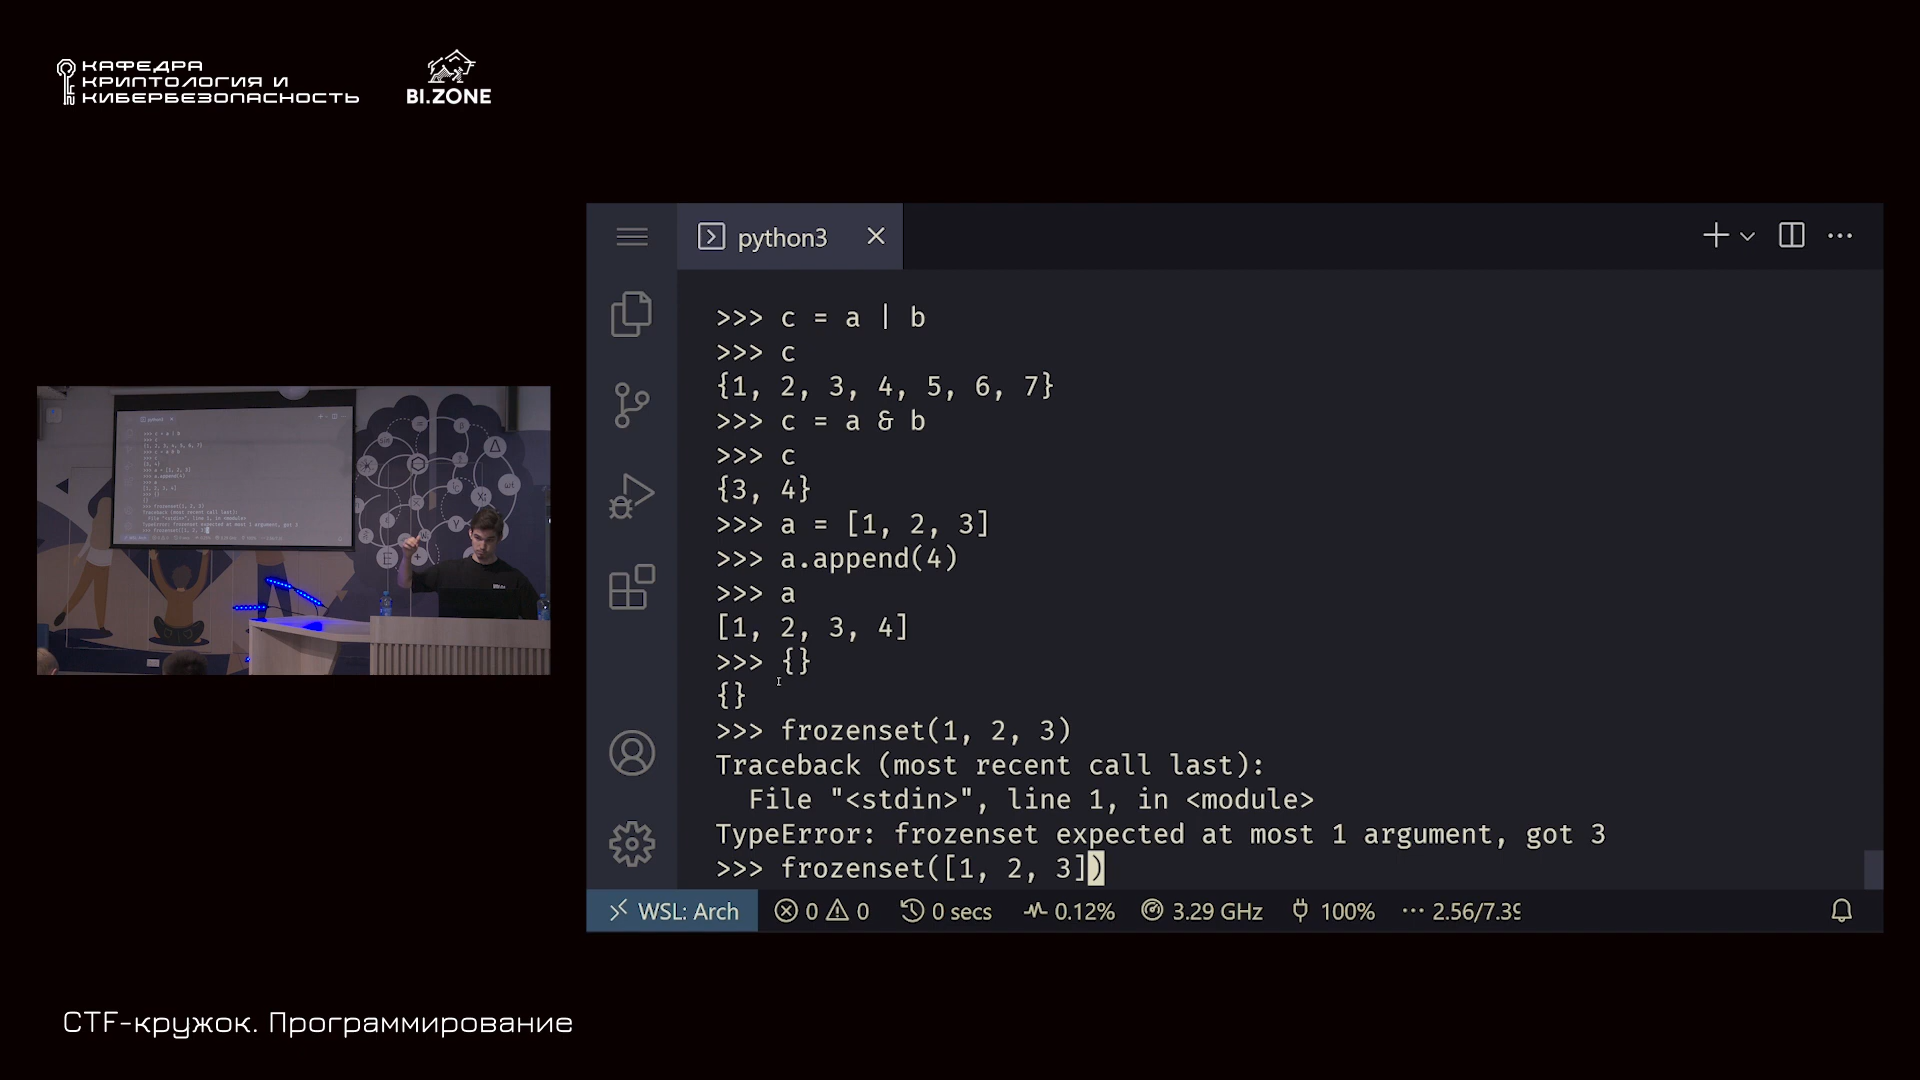 КАФЕДРА
КРИПТОЛОГИЯ И
КИБЕРБЕЗОПАСНОСТЬ
BI.ZONE
python3
>>> c = a | b
>>> c
{1, 2, 3, 4, 5, 6, 7}
>>> c = a & b
>>> c
{3, 4}
>>> a = [1, 2, 3]
>>> a.append(4)
>>> a
[1, 2, 3, 4]
>>> {}
{}
>>> frozenset(1, 2, 3)
Traceback (most recent call last):
  File "<stdin>", line 1, in <module>
TypeError: frozenset expected at most 1 argument, got 3
>>> frozenset([1, 2, 3])
WSL: Arch 0 0 0 secs 0.12% 3.29 GHz 100% ··· 2.56/7.39
CTF-кружок. Программирование